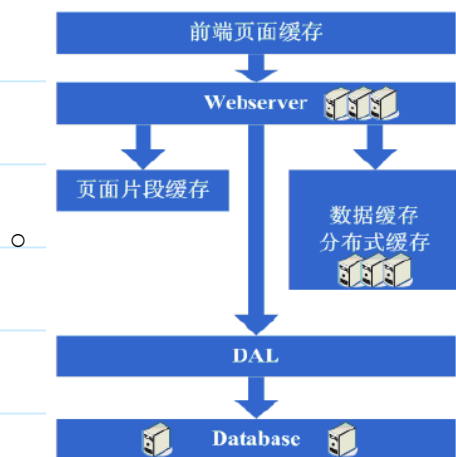 前端页面缓存
Webserver
页面片段缓存
数据缓存
分布式缓存
DAL
Database